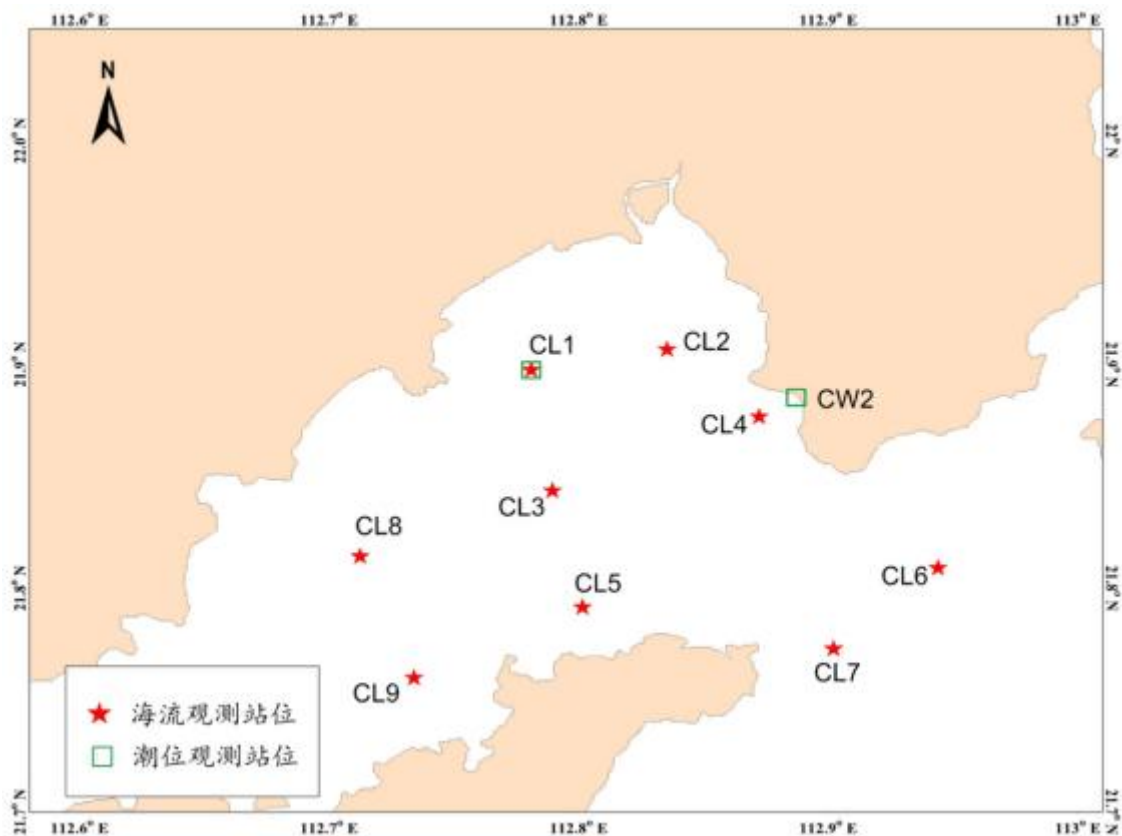 112.6° E 112.7° E 112.8° E 112.9° E 113° E
N
22.0° N 22° N
CL1
CL2
21.9° N 21.9° N
CW2
CL4
CL3
CL8
CL6
CL5
21.8° N 21.8° N
CL7
CL9
海流观测站位
潮位观测站位
21.7° N 21.7° N
112.6° E 112.7° E 112.8° E 112.9° E 113° E